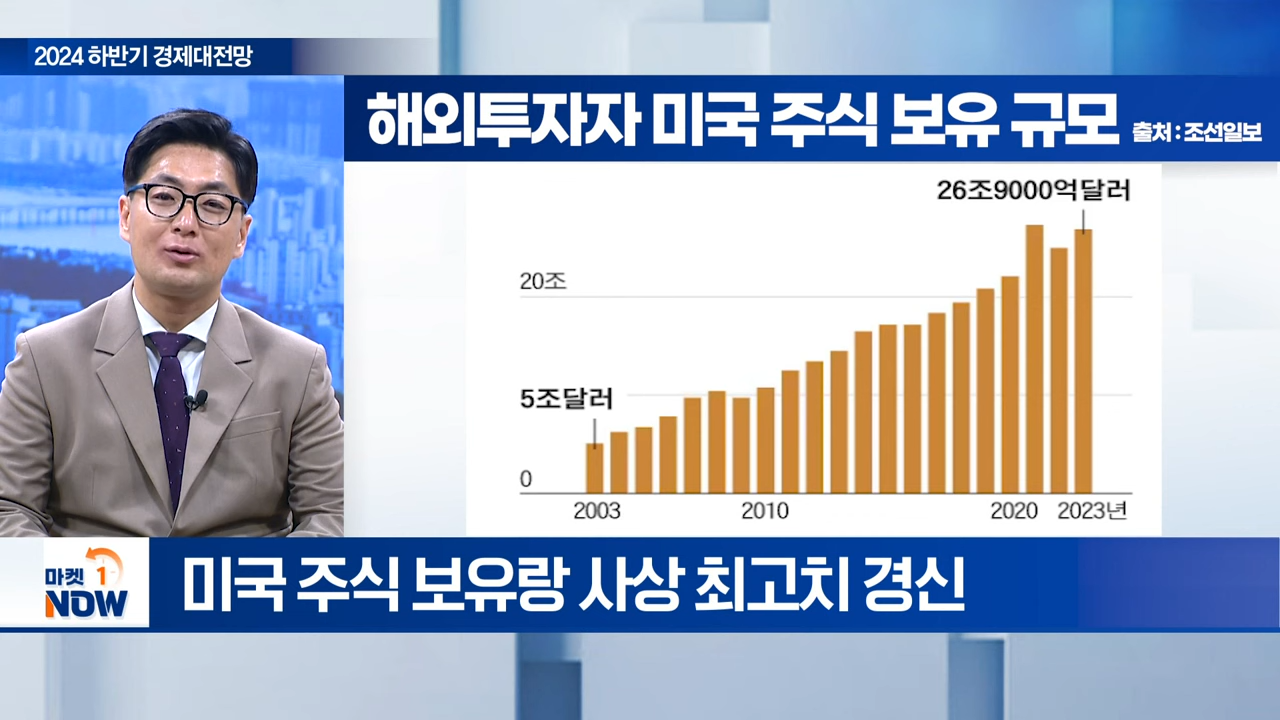 2024 하반기 경제대전망
해외투자자 미국 주식 보유 규모 출처 : 조선일보
26조9000억달러
20조
5조달러
0
2003 2010 2020 2023년
마켓 1
NOW
미국 주식 보유랑 사상 최고치 경신